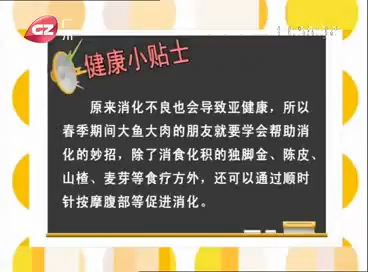 GZ
健康小贴士
原来消化不良也会导致亚健康，所以
春季期间大鱼大肉的朋友就要学会帮助消
化的妙招，除了消食化积的独脚金、陈皮、
山楂、麦芽等食疗方外，还可以通过顺时
针按摩腹部等促进消化。